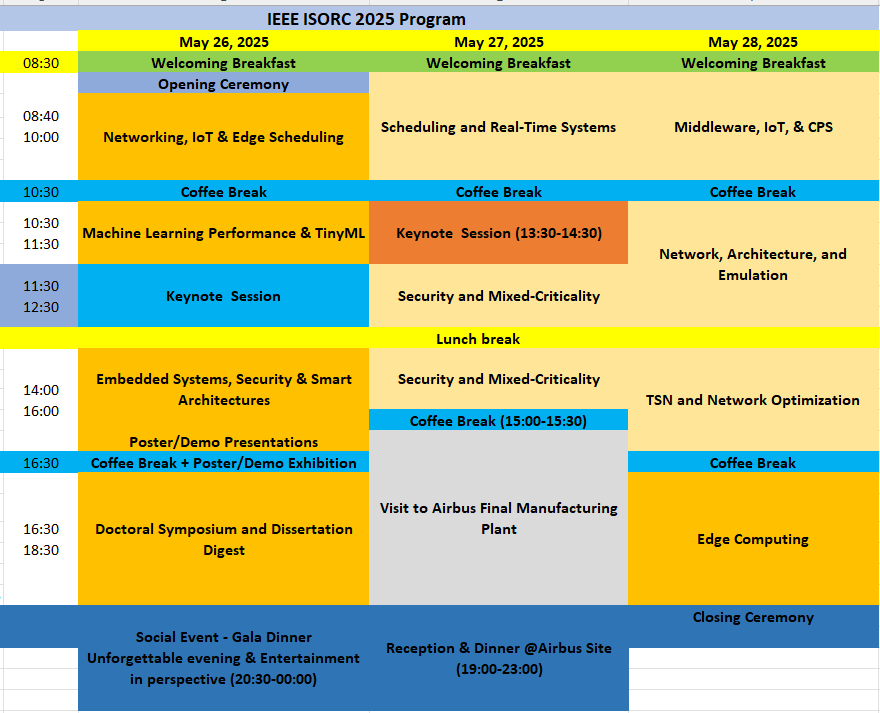 IEEE ISORC 2025 Program
May 26, 2025 May 27, 2025 May 28, 2025
08:30 Welcoming Breakfast Welcoming Breakfast Welcoming Breakfast
Opening Ceremony
08:40
10:00
Networking, IoT & Edge Scheduling
Scheduling and Real-Time Systems
Middleware, IoT, & CPS
10:30 Coffee Break Coffee Break Coffee Break
10:30
11:30
Machine Learning Performance & TinyML
Keynote Session (13:30-14:30)
Network, Architecture, and
Emulation
11:30
12:30
Keynote Session
Security and Mixed-Criticality
Lunch break
14:00
16:00
Embedded Systems, Security & Smart
Architectures
Poster/Demo Presentations
Security and Mixed-Criticality
Coffee Break (15:00-15:30)
TSN and Network Optimization
16:30 Coffee Break + Poster/Demo Exhibition
Coffee Break
16:30
18:30
Doctoral Symposium and Dissertation
Digest
Visit to Airbus Final Manufacturing
Plant
Edge Computing
Social Event - Gala Dinner
Unforgettable evening & Entertainment
in perspective (20:30-00:00)
Reception & Dinner @Airbus Site
(19:00-23:00)
Closing Ceremony